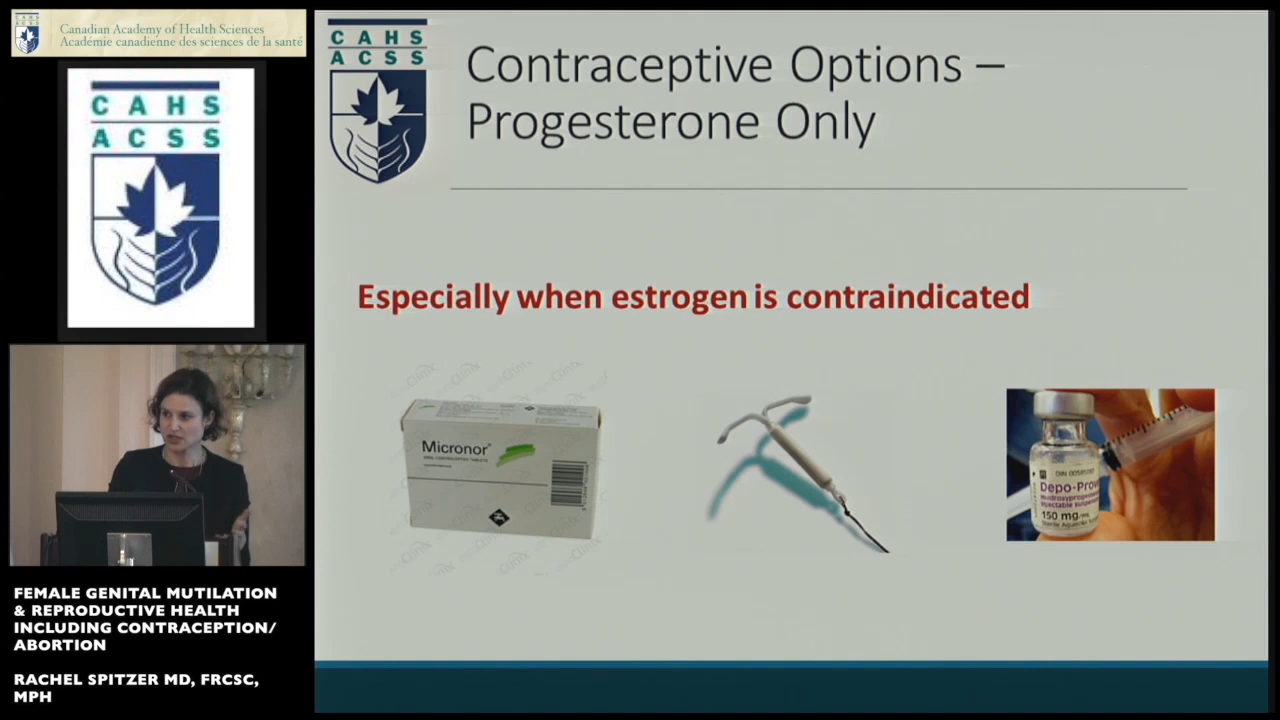 Canadian Academy of Health Sciences
Académie canadienne des sciences de la santé
CAHS
ACSS
FEMALE GENITAL MUTILATION
& REPRODUCTIVE HEALTH
INCLUDING CONTRACEPTION/
ABORTION
RACHEL SPITZER MD, FRCSC,
MPH
CAHS
ACSS
Contraceptive Options –
Progesterone Only
Especially when estrogen is contraindicated
Micronor
Depo-Prov
150 mg